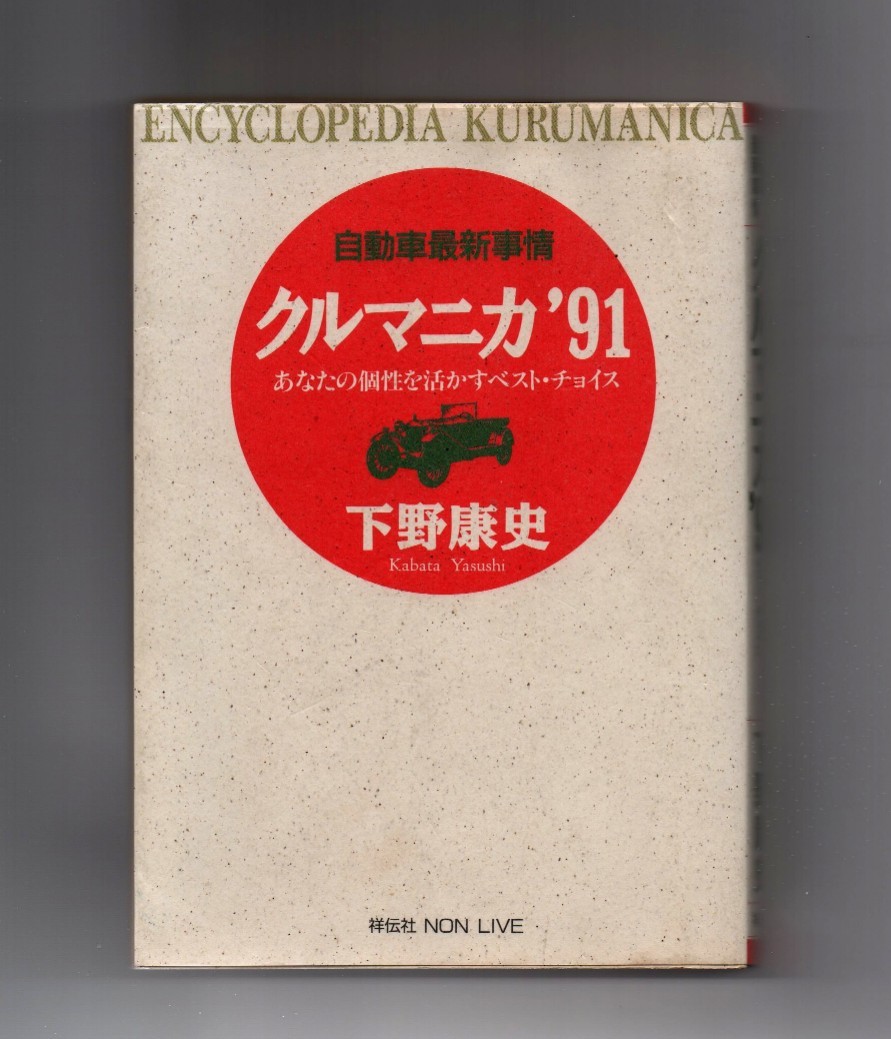 ENCYCLOPEDIA KURUMANICA
自動車最新事情
クルマニカ'91
あなたの個性を活かすベスト・チョイス
下野康史
Kabata Yasushi
祥伝社 NON LIVE